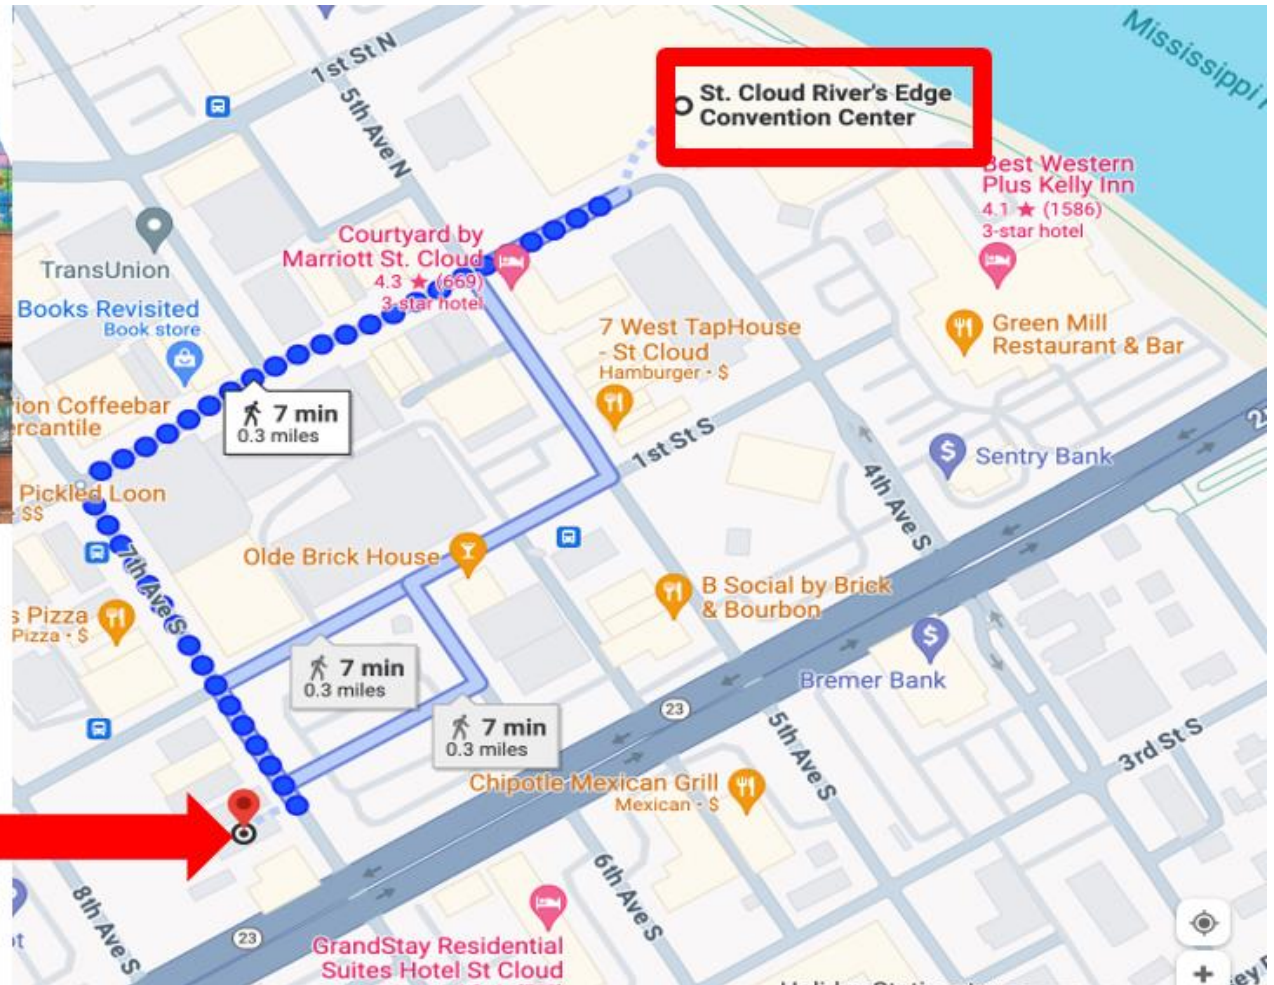 Mississippi
1st St N
5th Ave N
St. Cloud River's Edge
Convention Center
Best Western
Plus Kelly Inn
4.1 ★ (1586)
3-star hotel
TransUnion
Courtyard by
Marriott St. Cloud
4.3 ★ (669)
3-star hotel
Books Revisited
Book store
7 West TapHouse
- St Cloud
Hamburger · $
Green Mill
Restaurant & Bar
7 min
0.3 miles
Coffeebar
1st St S
Sentry Bank
4th Ave S
Pickled Loon
$$
Olde Brick House
7th Ave S
B Social by Brick
& Bourbon
Pizza
Pizza · $
7 min
0.3 miles
Bremer Bank
23
7 min
0.3 miles
5th Ave S
3rd St S
Chipotle Mexican Grill
Mexican · $
8th Ave S
6th Ave S
23
GrandStay Residential
Suites Hotel St Cloud